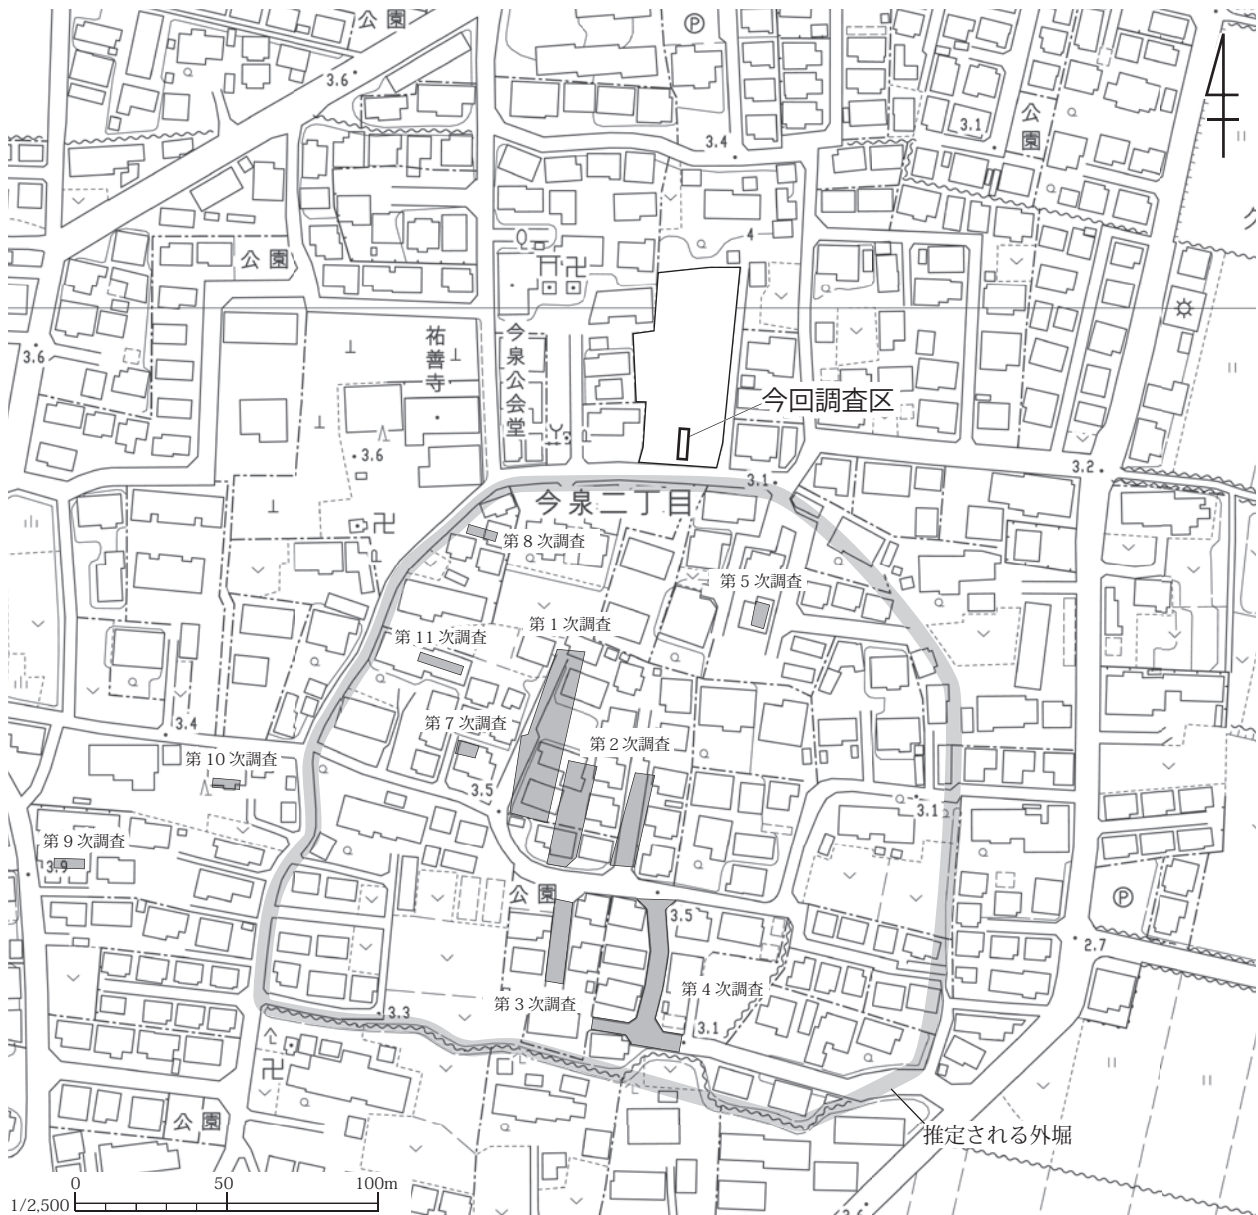 公園
P
3.6
3.1
公園
3.4
4
公園
ク
3.6
祐善寺
今泉公会堂
今回調査区
3.6
3.2
3.1
今泉二丁目
第8次調査
第5次調査
第1次調査
第11次調査
第7次調査
3.4
第2次調査
第10次調査
3.5
3.1
第9次調査
3.9
公園
P
3.5
2.7
第4次調査
第3次調査
3.3
3.1
公園
推定される外堀
0 50 100m
1/2,500
3.6